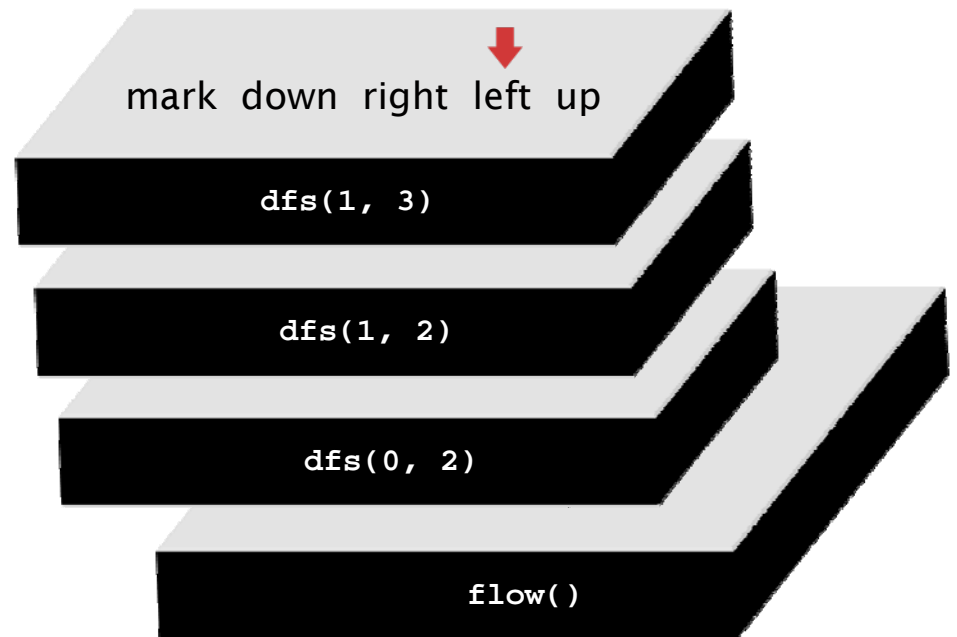 mark down right left up
dfs(1, 3)
dfs(1, 2)
dfs(0, 2)
flow()